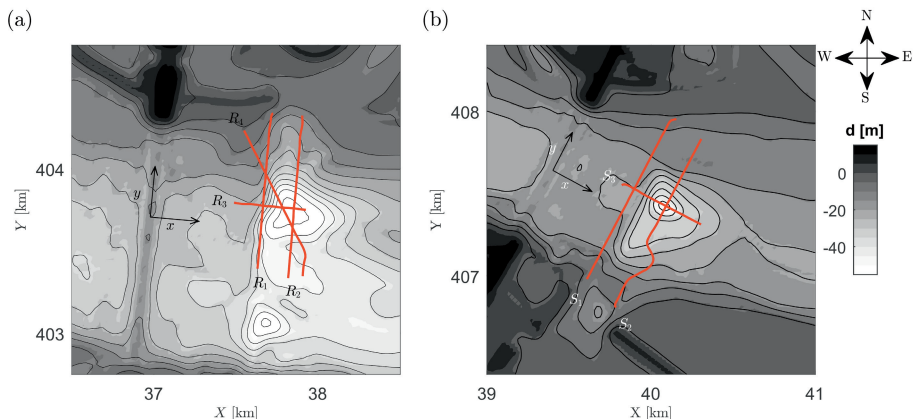 (a)
404
403
37
38
X [km]
Y [km]
R₄
R₃
R₁
R₂
y
x
(b)
408
407
39
40
41
X [km]
Y [km]
S₃
S₁
S₂
y
x
N
W
E
S
d [m]
0
-20
-40